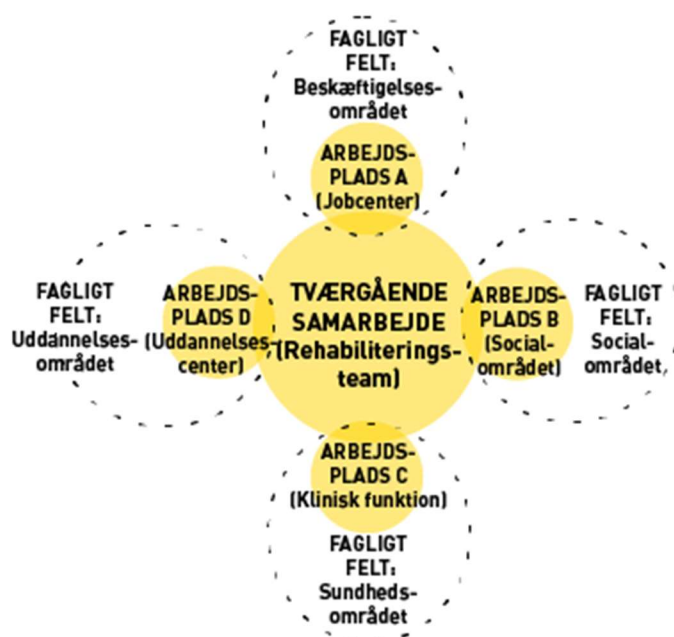 FAGLIGT
FELT:
Beskæftigelses-
området
ARBEJDS-
PLADS A
(Jobcenter)
FAGLIGT
FELT:
Uddannelses-
området
ARBEJDS-
PLADS D
(Uddannelses-
center)
TVÆRGÅENDE
SAMARBEJDE
(Rehabiliterings-
team)
ARBEJDS-
PLADS B
(Social-
området)
FAGLIGT
FELT:
Social-
området
ARBEJDS-
PLADS C
(Klinisk funktion)
FAGLIGT
FELT:
Sundheds-
området